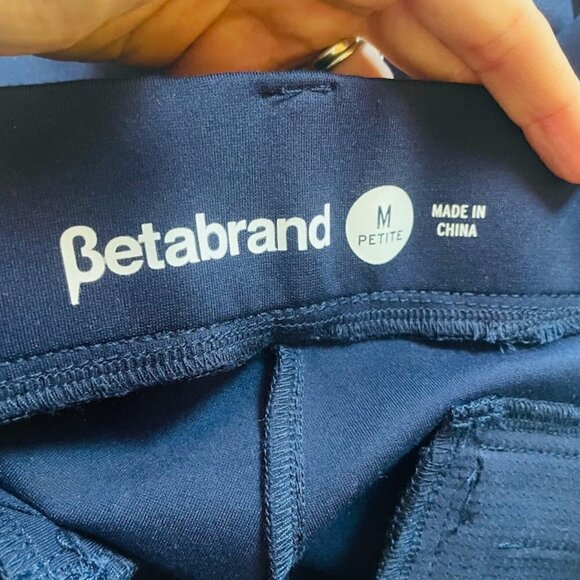 βetabrand
M
PETITE
MADE IN
CHINA